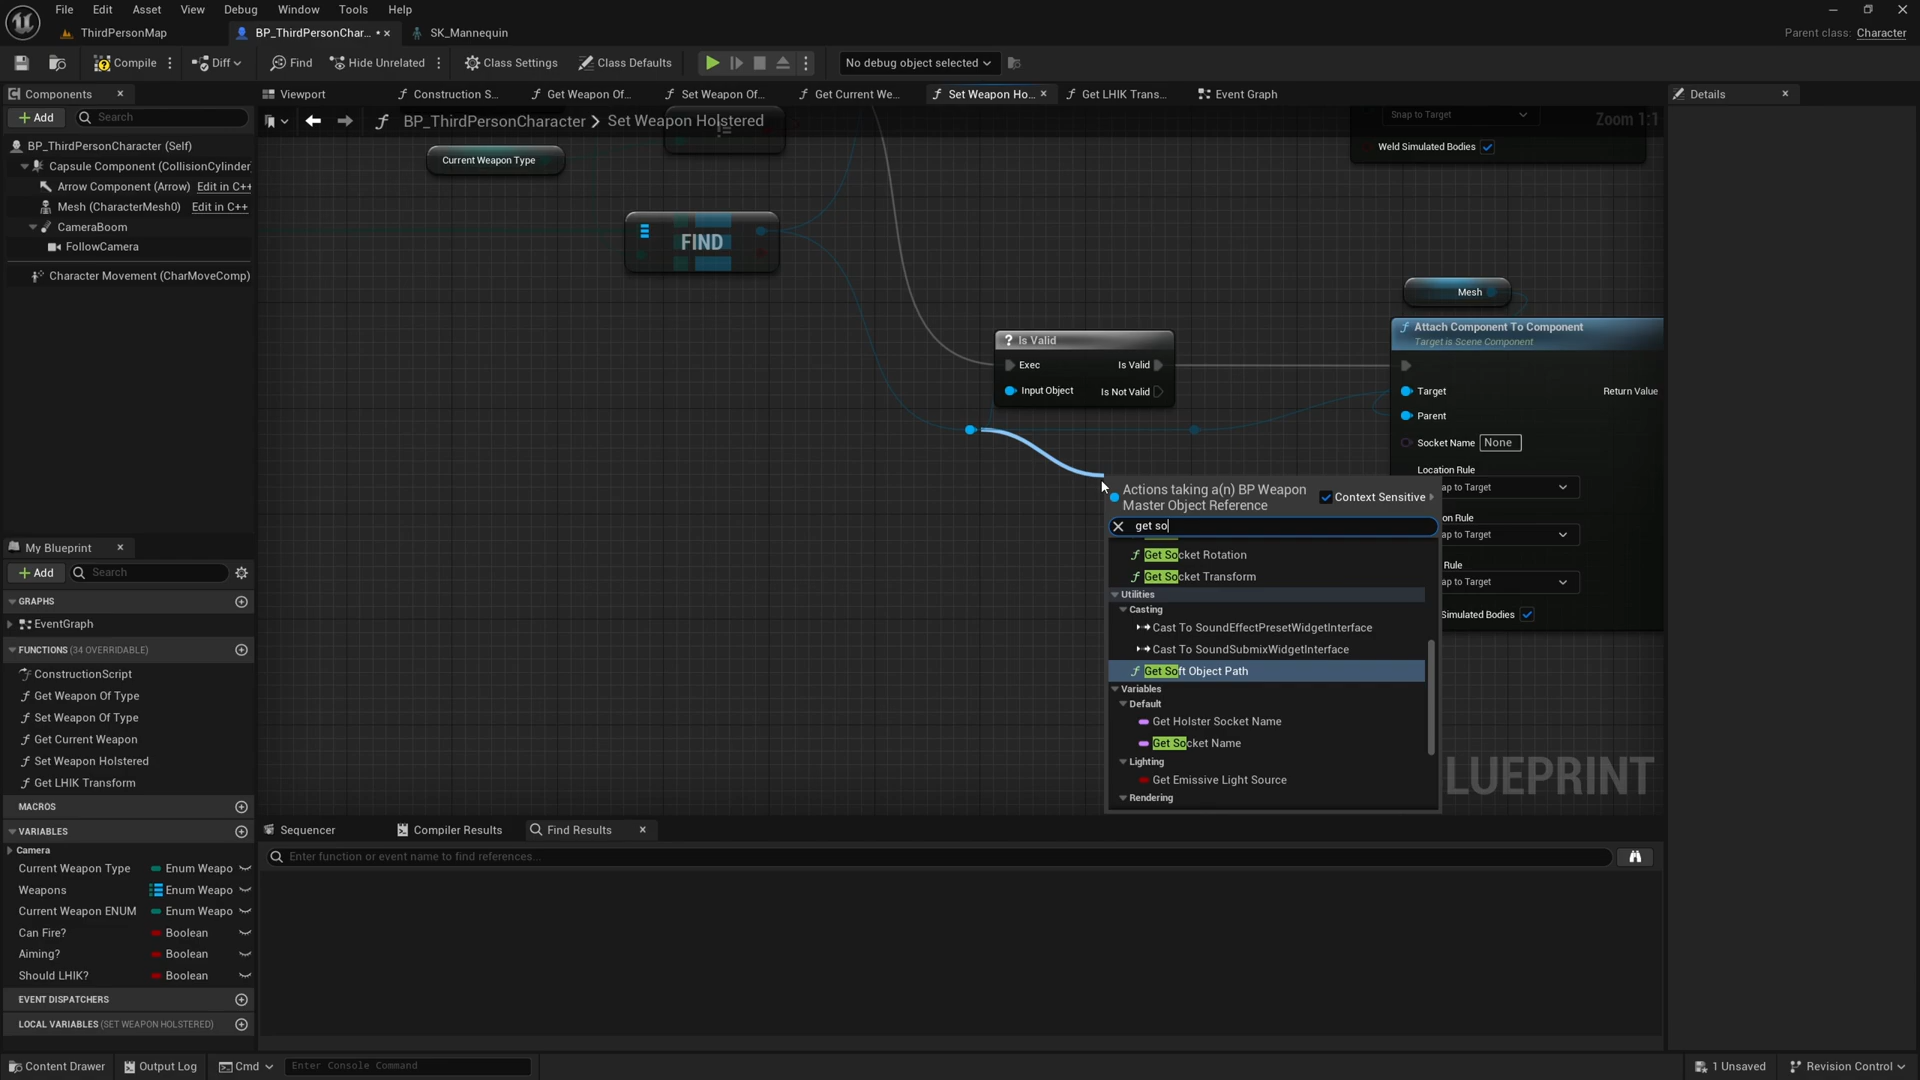 File Edit Asset View Debug Window Tools Help
ThirdPersonMap BP_ThirdPersonChar... • SK_Mannequin Parent class: Character
Compile Diff Find Hide Unrelated Class Settings Class Defaults No debug object selected
Components Viewport Construction S... Get Weapon Of... Set Weapon Of... Get Current We... Set Weapon Ho... LHIK Trans... Event Graph Details
+ Add Search
BP_ThirdPersonCharacter > Set Weapon Holstered
Zoom 1:1
BP_ThirdPersonCharacter (Self)
Capsule Component (CollisionCylinder
Arrow Component (Arrow) Edit in C++
Mesh (CharacterMesh0) Edit in C++
CameraBoom
FollowCamera
Character Movement (CharMoveComp)
Current Weapon Type
FIND
Snap to Target
Weld Simulated Bodies
Mesh
? Is Valid
Exec Is Valid
Input Object Is Not Valid
Attach Component To Component
Target is Scene Component
Target Return Value
Parent
Socket Name None
Location Rule
ap to Target
on Rule
ap to Target
Rule
ap to Target
Simulated Bodies
Actions taking a(n) BP Weapon
Master Object Reference
Context Sensitive
get so
Get Socket Rotation
Get Socket Transform
Utilities
Casting
Cast To SoundEffectPresetWidgetInterface
Cast To SoundSubmixWidgetInterface
Get Soft Object Path
Variables
Default
Get Holster Socket Name
Get Socket Name
Lighting
Get Emissive Light Source
Rendering
LUEPRINT
My Blueprint
+ Add Search
GRAPHS
EventGraph
FUNCTIONS (34 OVERRIDABLE)
ConstructionScript
Get Weapon Of Type
Set Weapon Of Type
Get Current Weapon
Set Weapon Holstered
Get LHIK Transform
MACROS
VARIABLES
Camera
Current Weapon Type Enum Weapo
Weapons Enum Weapo
Current Weapon ENUM Enum Weapo
Can Fire? Boolean
Aiming? Boolean
Should LHIK? Boolean
EVENT DISPATCHERS
LOCAL VARIABLES (SET WEAPON HOLSTERED)
Sequencer Compiler Results Find Results
Enter function or event name to find references...
Content Drawer Output Log Cmd Enter Console Command 1 Unsaved Revision Control